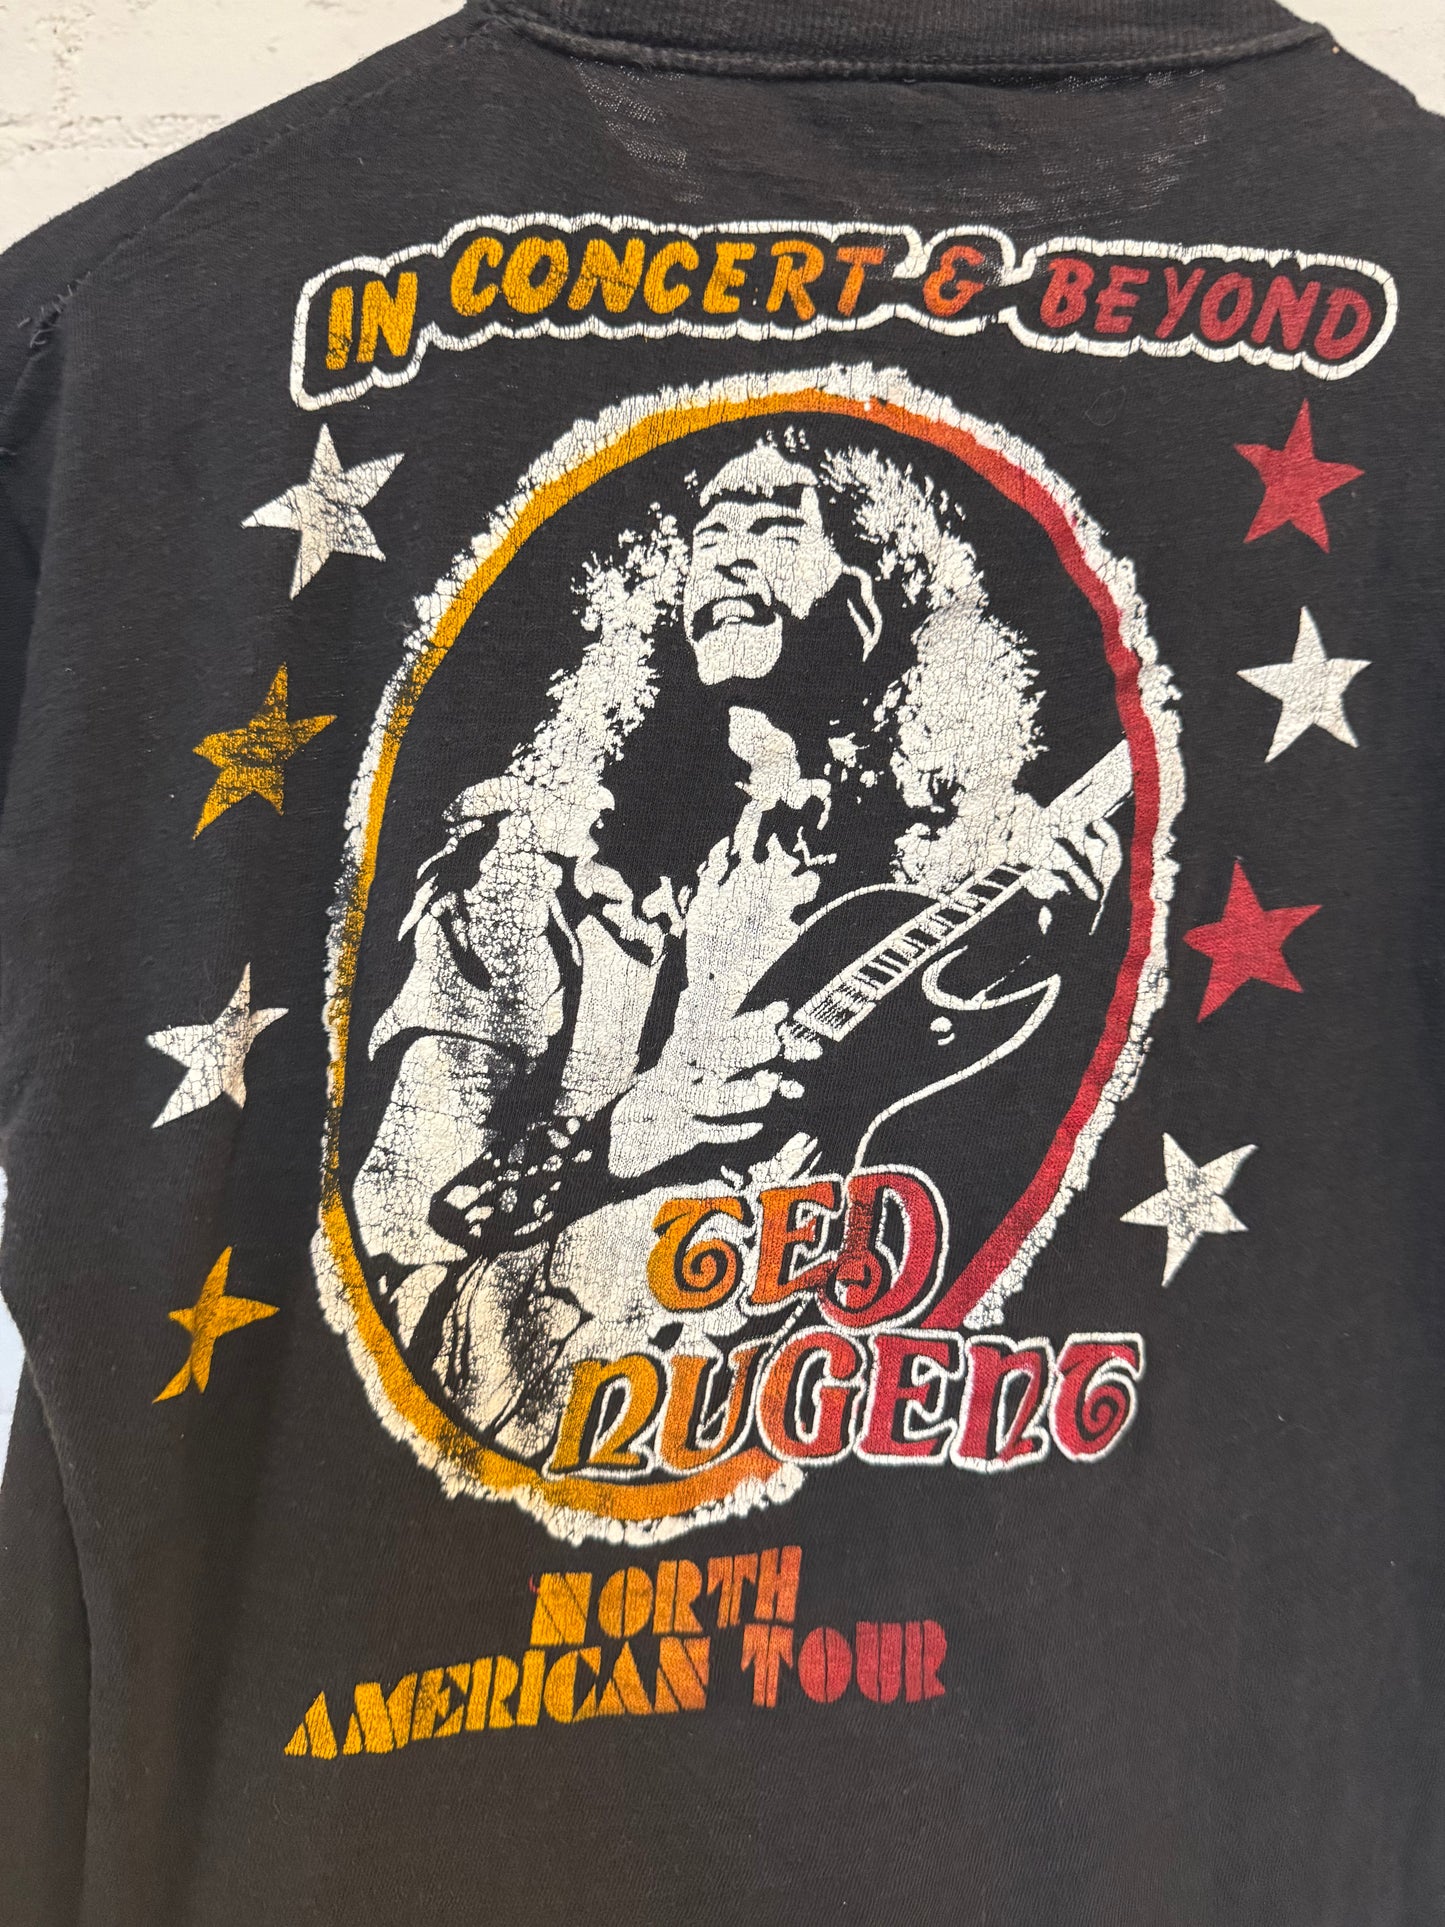 IN CONCERT & BEYOND
TED
NUGENT
NORTH
AMERICAN TOUR